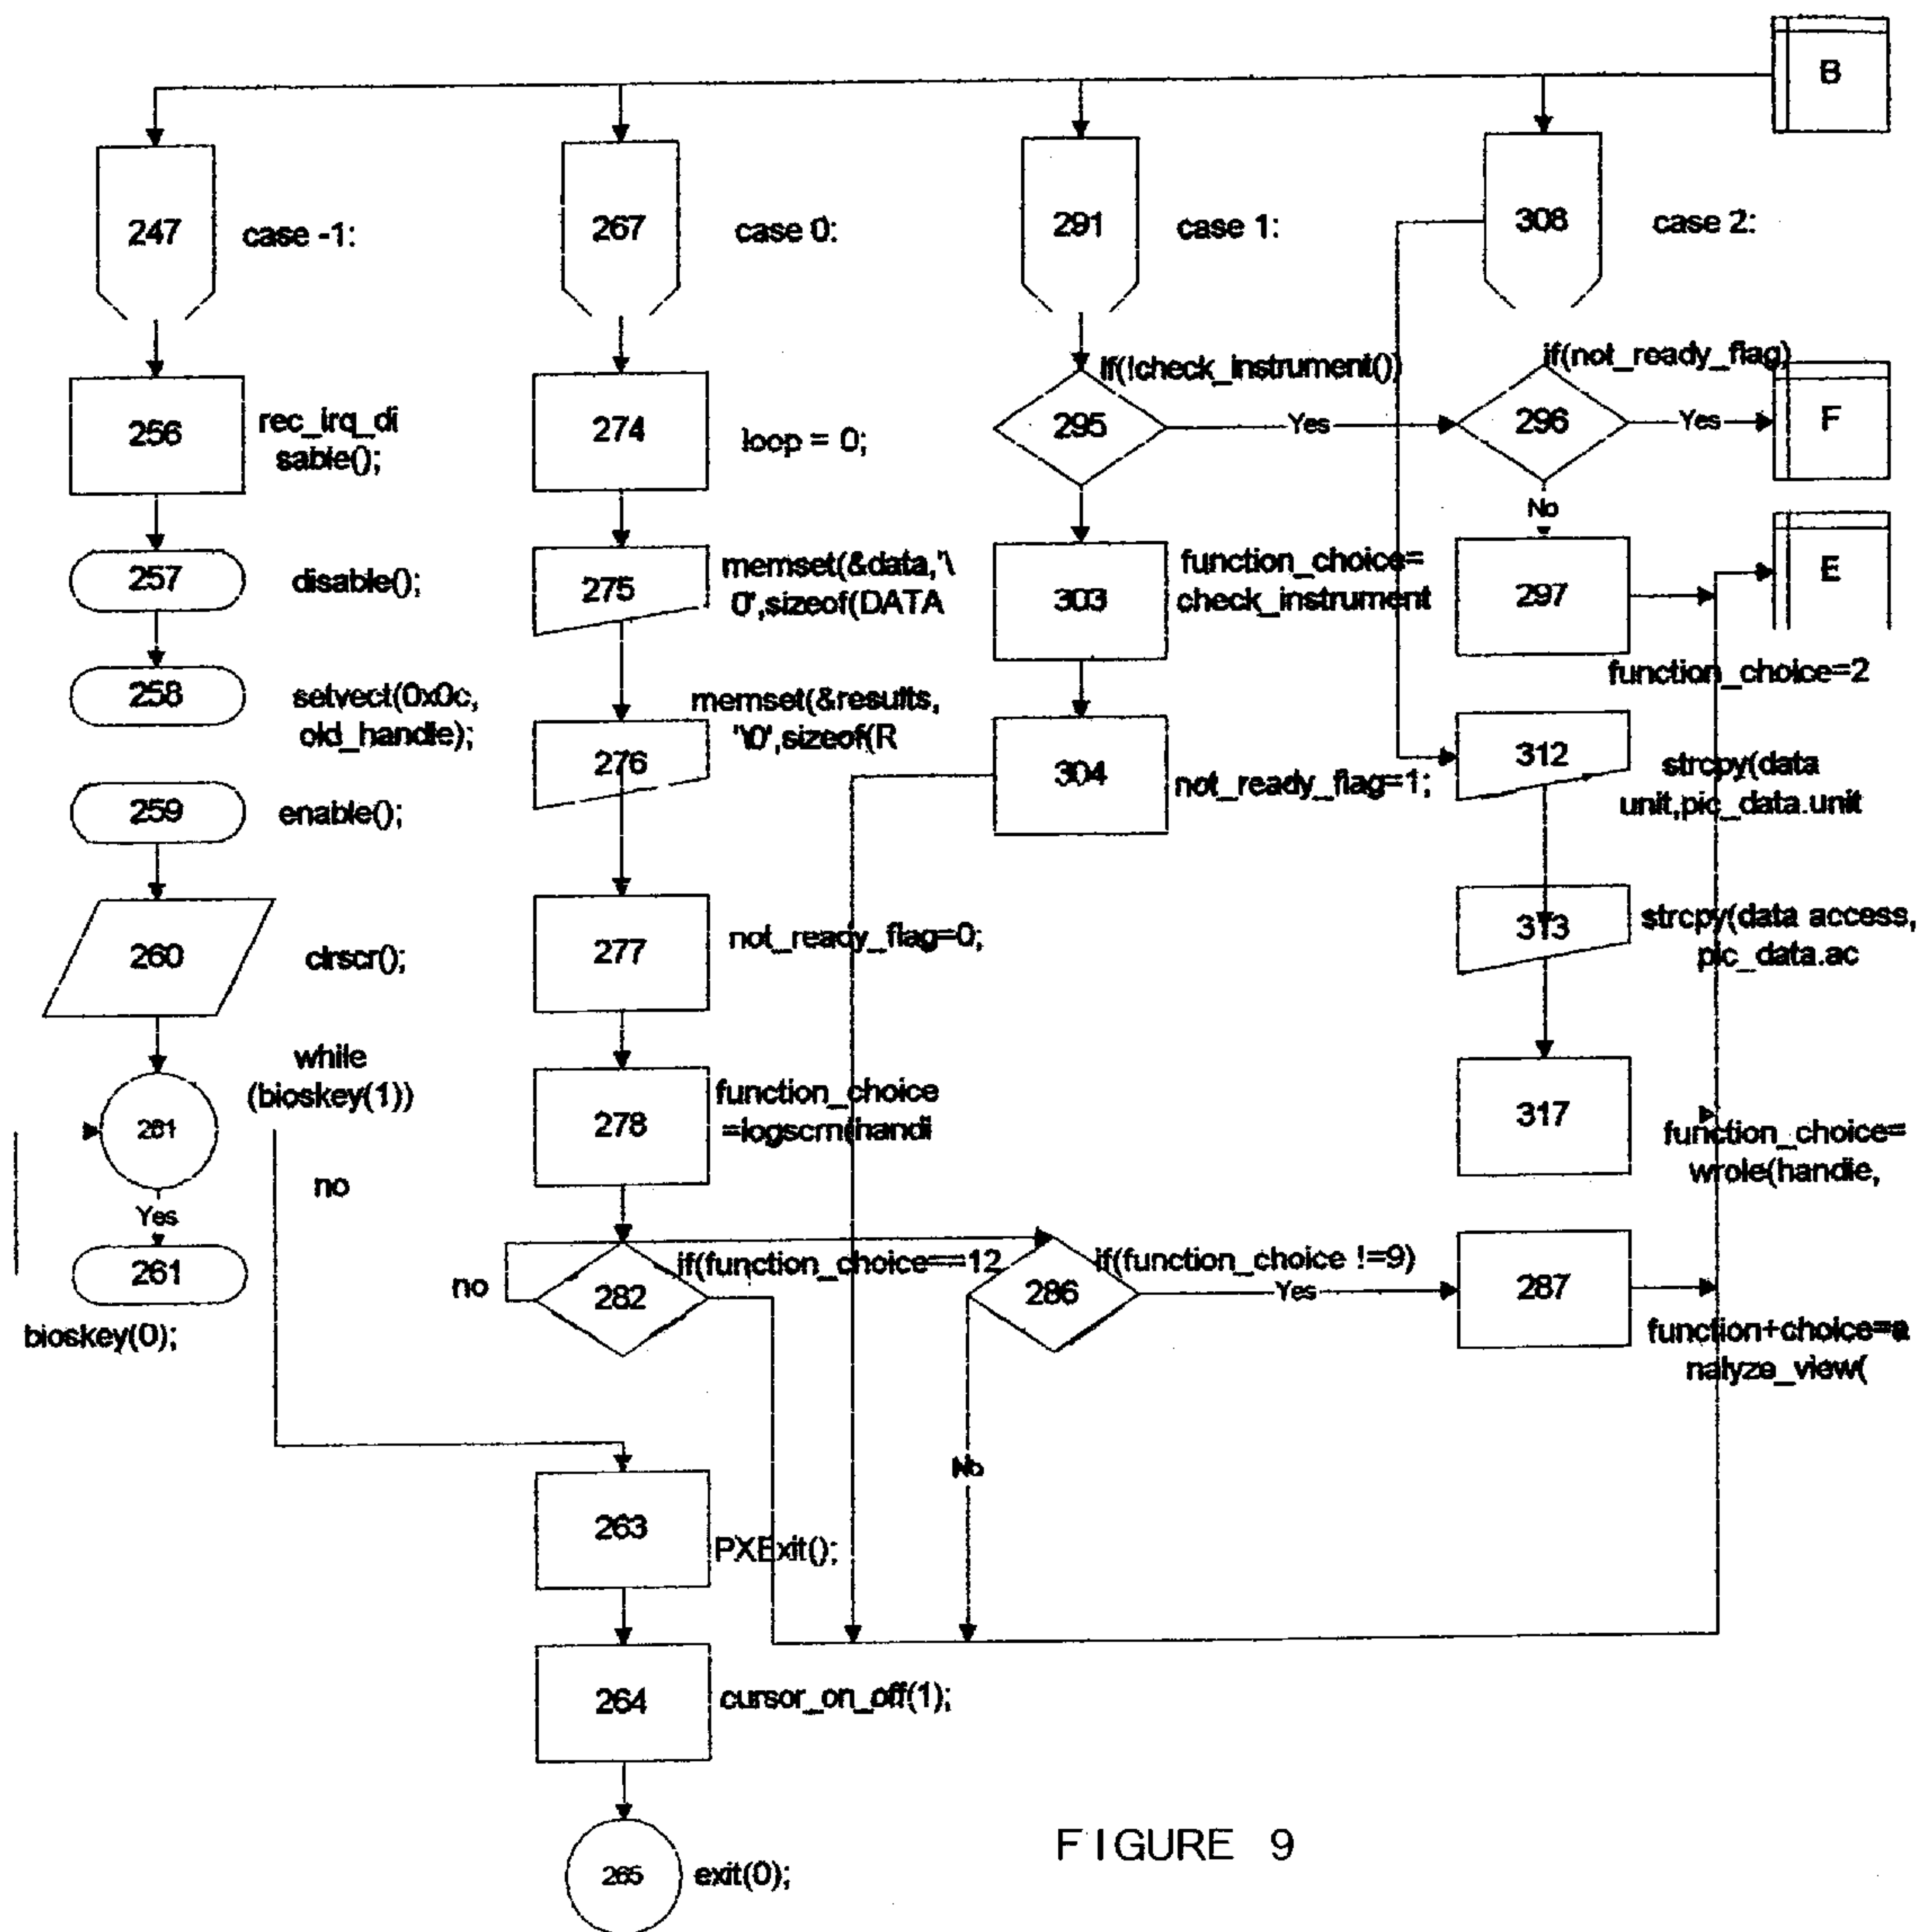 B
247
case -1:
267
case 0:
291
case 1:
308
case 2:
256
rec_irq_di
sable();
274
loop = 0;
295
if(!check_instrument())
Yes
296
if(not_ready_flag)
Yes
F
No
257
disable();
275
memset(&data,'\
0',sizeof(DATA
303
function_choice=
check_instrument
297
function_choice=2
E
258
setvect(0x0c,
old_handle);
276
memset(&results,
'\0',sizeof(R
304
not_ready_flag=1;
312
strcpy(data
unit,pic_data.unit
259
enable();
260
clrscr();
277
not_ready_flag=0;
313
strcpy(data access,
pic_data.ac
while
(bioskey(1))
261
no
Yes
278
function_choice
=logscrn(handl
317
function_choice=
wrole(handle,
261
bioskey(0);
no
282
if(function_choice==12
286
if(function_choice !=9)
Yes
287
function+choice=a
nalyze_view(
No
263
PXExit();
264
cursor_on_off(1);
265
exit(0);
FIGURE 9